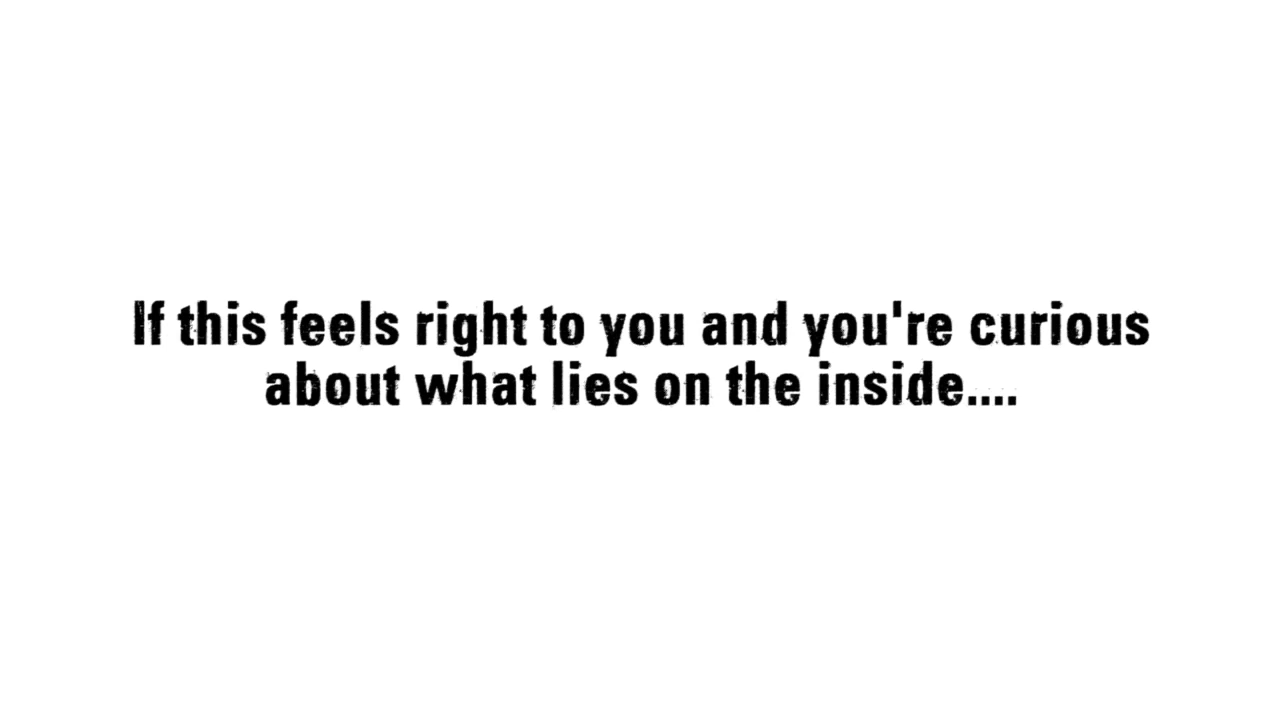 If this feels right to you and you're curious
about what lies on the inside....